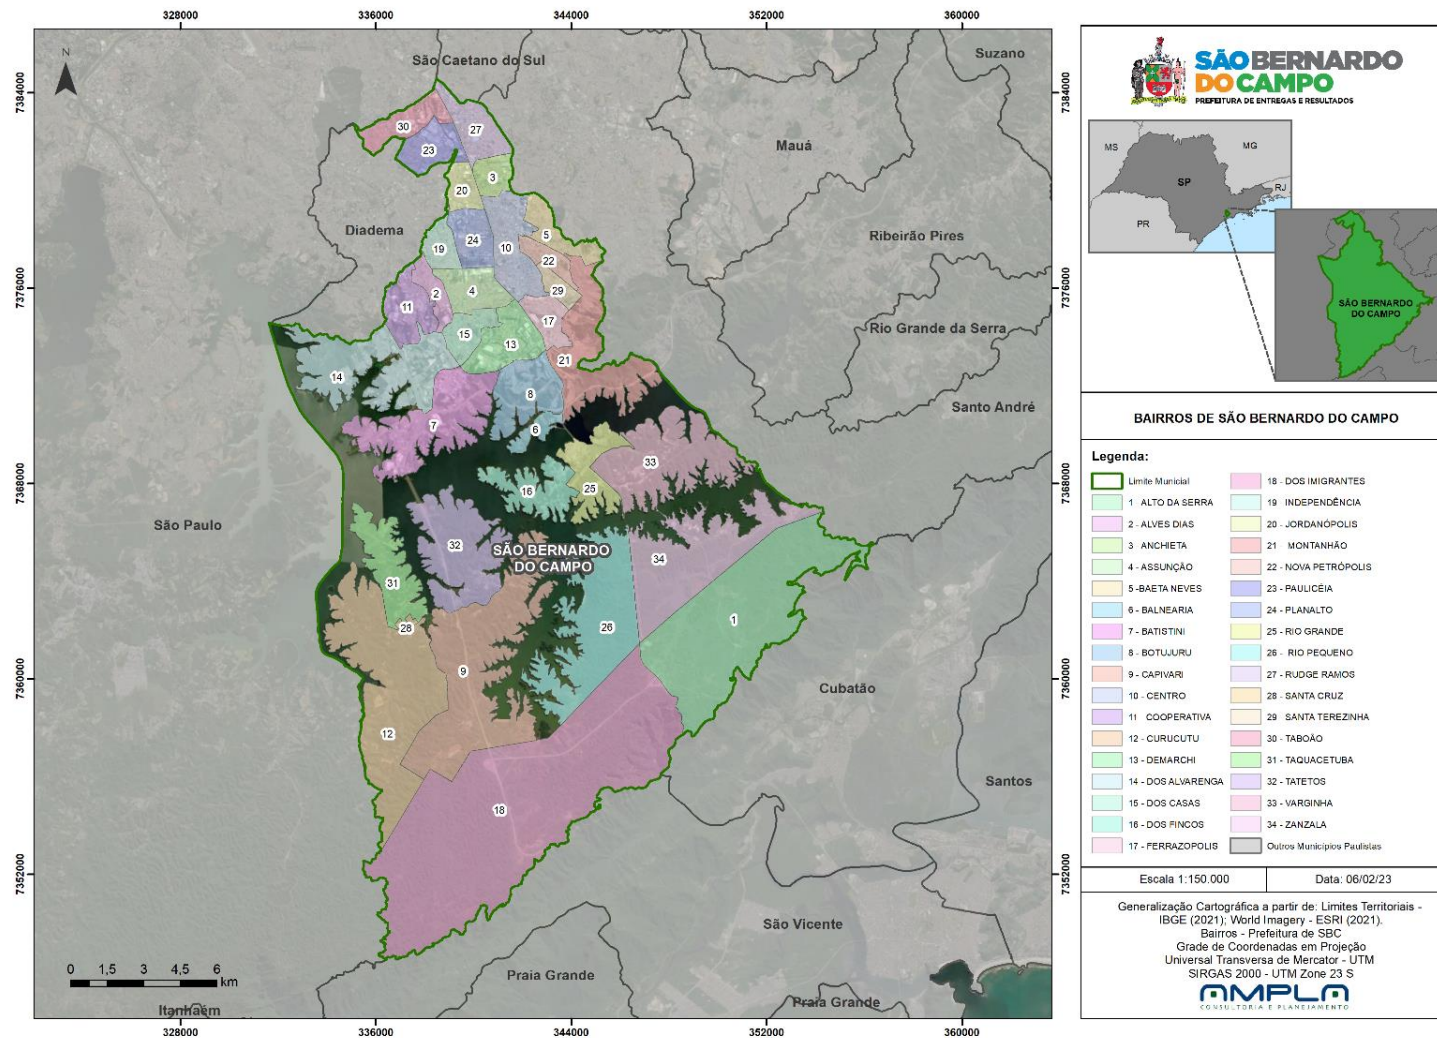 328000
336000
344000
352000
360000
7384000
7376000
7368000
7360000
7352000
7384000
7376000
7368000
7360000
7352000
328000
336000
344000
352000
360000
N
São Caetano do Sul
Suzano
Mauá
Diadema
Ribeirão Pires
Rio Grande da Serra
Santo André
São Paulo
SÃO BERNARDO
DO CAMPO
Cubatão
Santos
São Vicente
Praia Grande
Praia Grande
Itanhaém
30
27
23
3
20
5
24
10
19
22
4
29
2
11
17
15
13
21
14
8
7
6
33
16
25
32
34
31
1
28
26
9
12
18
0 1,5 3 4,5 6
km
SÃO BERNARDO
DO CAMPO
PREFEITURA DE ENTREGAS E RESULTADOS
MS
MG
SP
RJ
PR
SÃO BERNARDO
DO CAMPO
BAIRROS DE SÃO BERNARDO DO CAMPO
Legenda:
Limite Municial
1 ALTO DA SERRA
2 - ALVES DIAS
3 - ANCHIETA
4 - ASSUNÇÃO
5 -BAETA NEVES
6 - BALNEARIA
7 - BATISTINI
8 - BOTUJURU
9 - CAPIVARI
10 - CENTRO
11 COOPERATIVA
12 - CURUCUTU
13 - DEMARCHI
14 - DOS ALVARENGA
15 - DOS CASAS
16 - DOS FINCOS
17 - FERRAZOPOLIS
18 - DOS IMIGRANTES
19 INDEPENDÊNCIA
20 - JORDANÓPOLIS
21 - MONTANHÃO
22 - NOVA PETRÓPOLIS
23 - PAULICÉIA
24 - PLANALTO
25 - RIO GRANDE
26 - RIO PEQUENO
27 - RUDGE RAMOS
28 - SANTA CRUZ
29 SANTA TEREZINHA
30 - TABOÃO
31 - TAQUACETUBA
32 - TATETOS
33 - VARGINHA
34 - ZANZALA
Outros Municípios Paulistas
Escala 1:150.000
Data: 06/02/23
Generalização Cartográfica a partir de: Limites Territoriais -
IBGE (2021); World Imagery - ESRI (2021).
Bairros - Prefeitura de SBC
Grade de Coordenadas em Projeção
Universal Transversa de Mercator - UTM
SIRGAS 2000 - UTM Zone 23 S
AMPLA
CONSULTORIA E PLANEJAMENTO